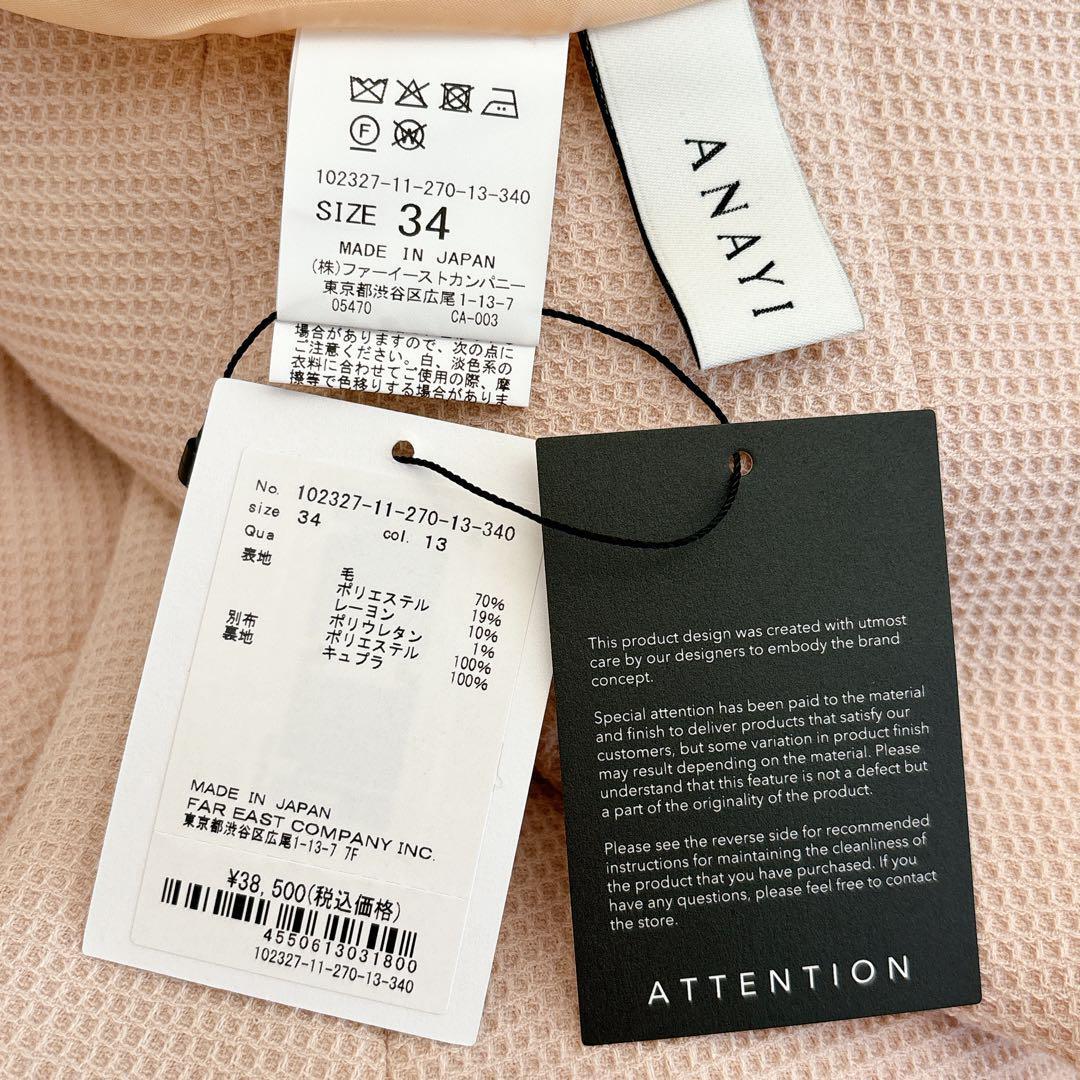 F
W
102327-11-270-13-340
SIZE 34
MADE IN JAPAN
(株)ファーイーストカンパニー
東京都渋谷区広尾1-13-7
05470 CA-003
場合がありますので、次の点に
ご注意ください。白、淡色系の
衣料に合わせてご使用の際、摩
擦等で色移りする場合がありま
ANAYI
No. 102327-11-270-13-340
size 34 col. 13
Qua
表地
毛 70%
ポリエステル 19%
レーヨン 10%
ポリウレタン 1%
別布 ポリエステル 100%
裏地 キュプラ 100%
MADE IN JAPAN
FAR EAST COMPANY INC.
東京都渋谷区広尾1-13-7 7F
¥38,500(税込価格)
4550613031800
102327-11-270-13-340
This product design was created with utmost
care by our designers to embody the brand
concept.
Special attention has been paid to the material
and finish to deliver products that satisfy our
customers, but some variation in product finish
may result depending on the material. Please
understand that this feature is not a defect but
a part of the originality of the product.
Please see the reverse side for recommended
instructions for maintaining the cleanliness of
the product that you have purchased. If you
have any questions, please feel free to contact
the store.
ATTENTION